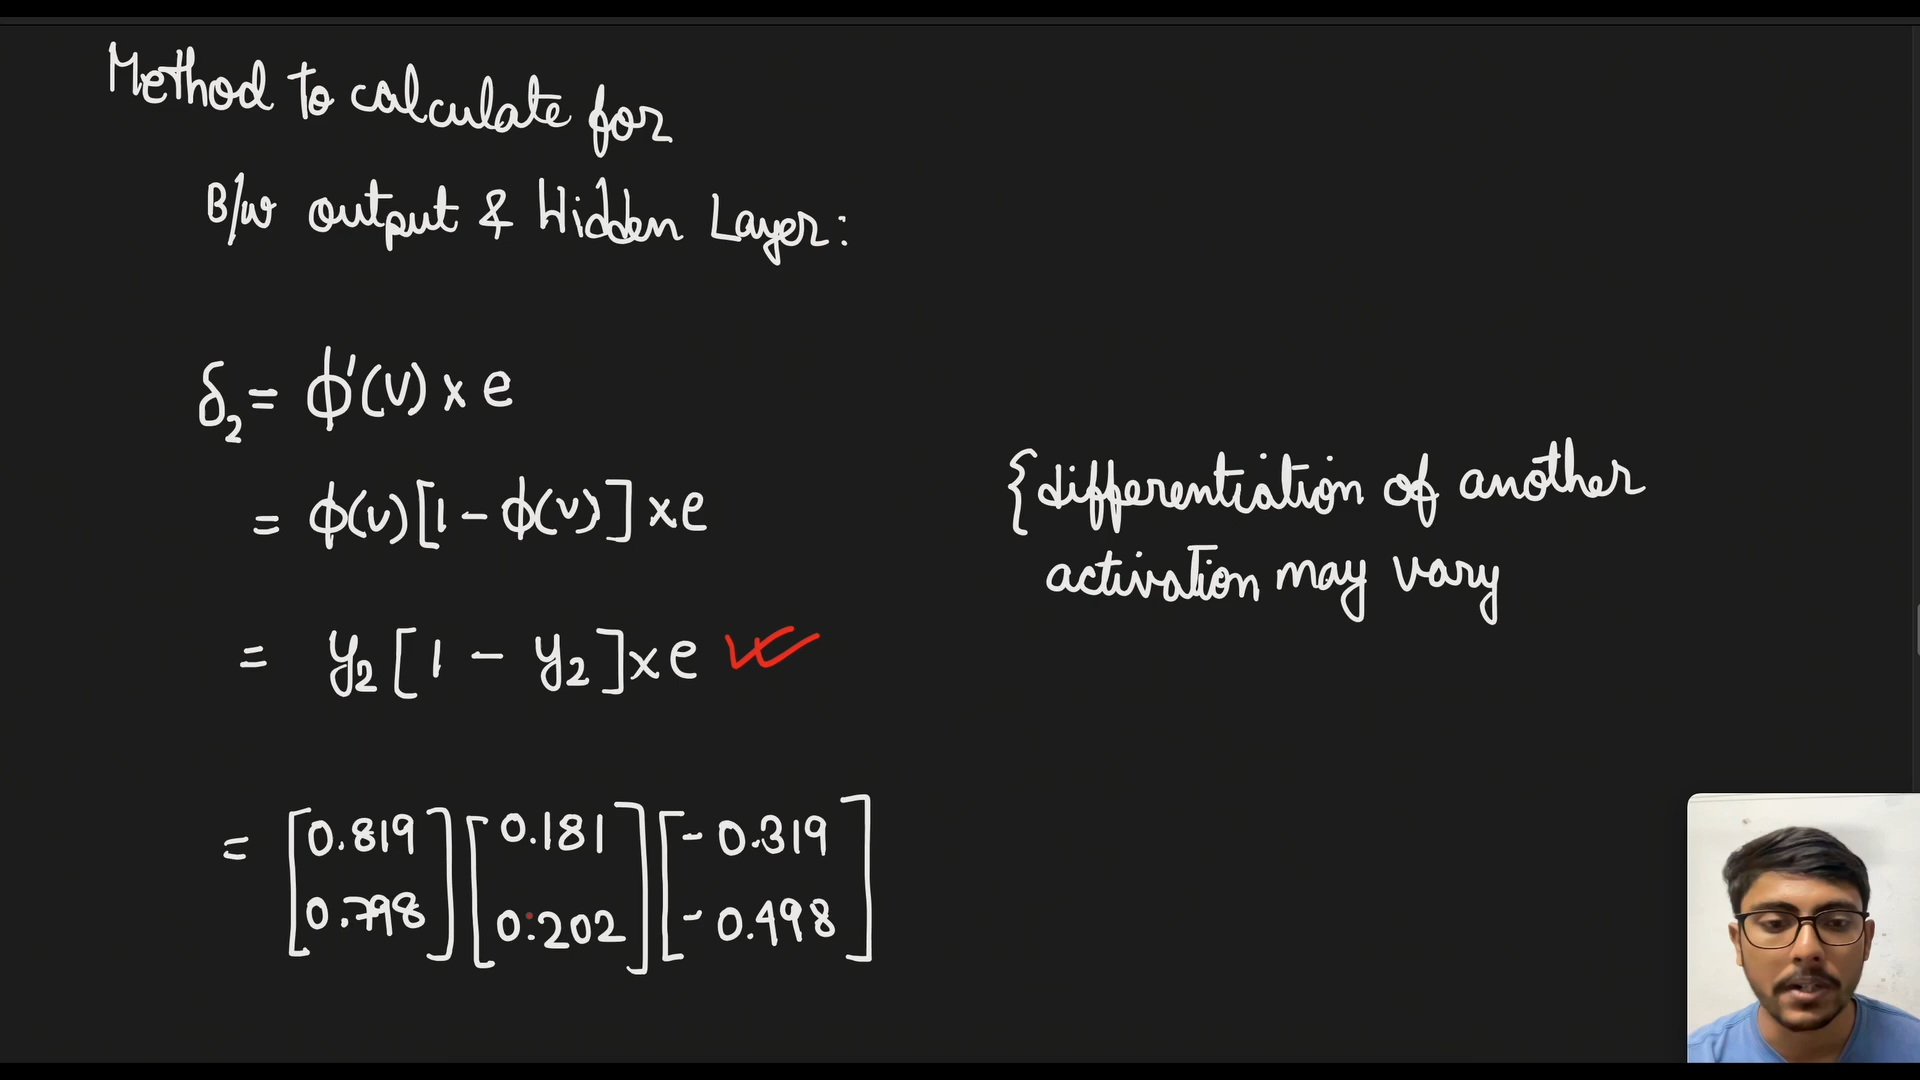 Method to calculate for
B/w output & Hidden Layer:
δ₂ = ϕ'(v) x e
= ϕ(v)[1 - ϕ(v)] x e
{differentiation of another
activation may vary
= y₂[1 - y₂] x e
= [0.819 0.798] [0.181 0.202] [-0.319 -0.498]